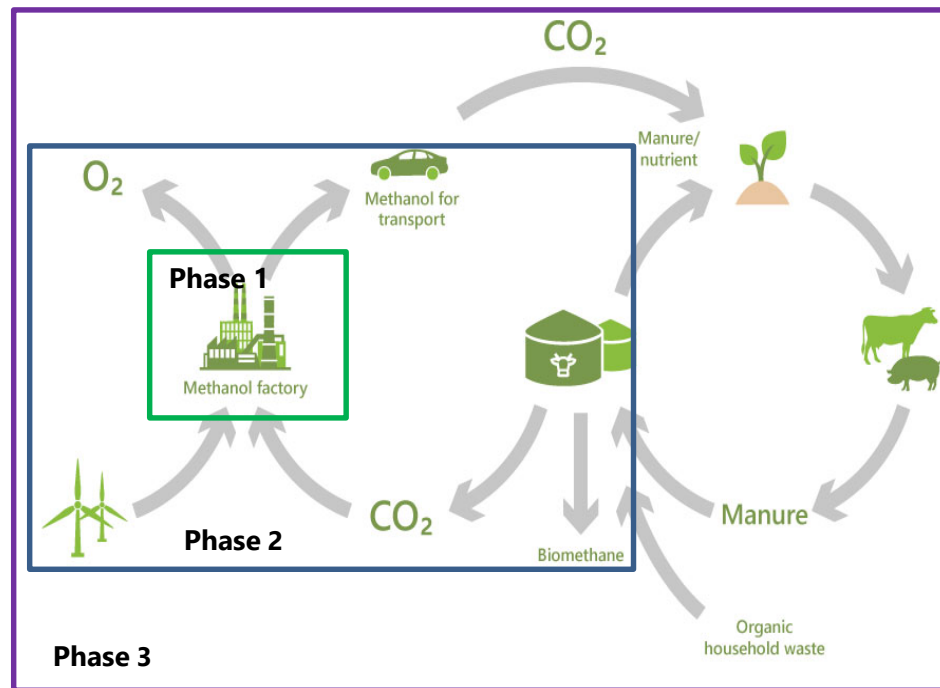 CO₂
Manure/
nutrient
O₂
Methanol for
transport
Phase 1
Methanol factory
CO₂
Manure
Phase 2
Biomethane
Organic
household waste
Phase 3